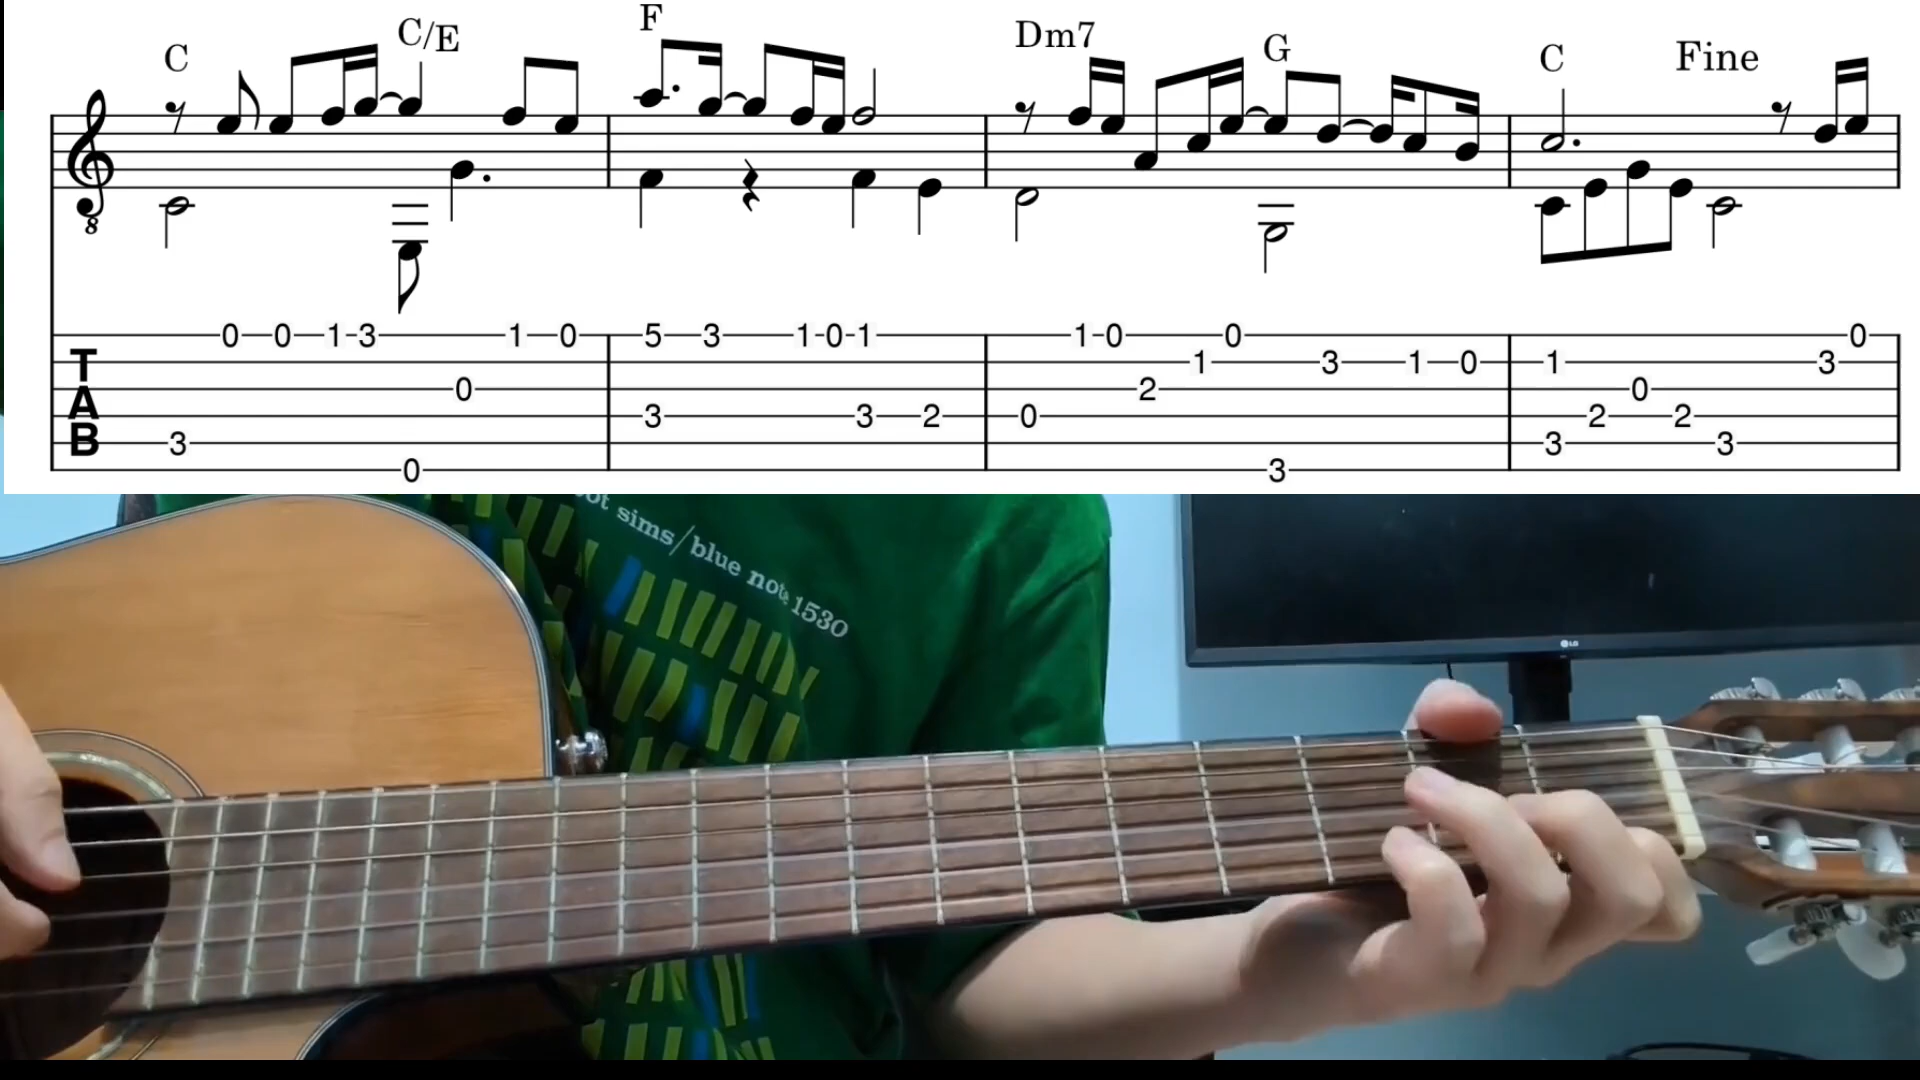 C C/E F Dm7 G C Fine
8
0 0 1 3 1 0 5 3 1 0 1 1 0 0 0
T 1 3 1 0 1 3
A 0 2 0
3 3 2 0 2 2
B 3 3 3
0 3
oot sims/blue note 1530
LG